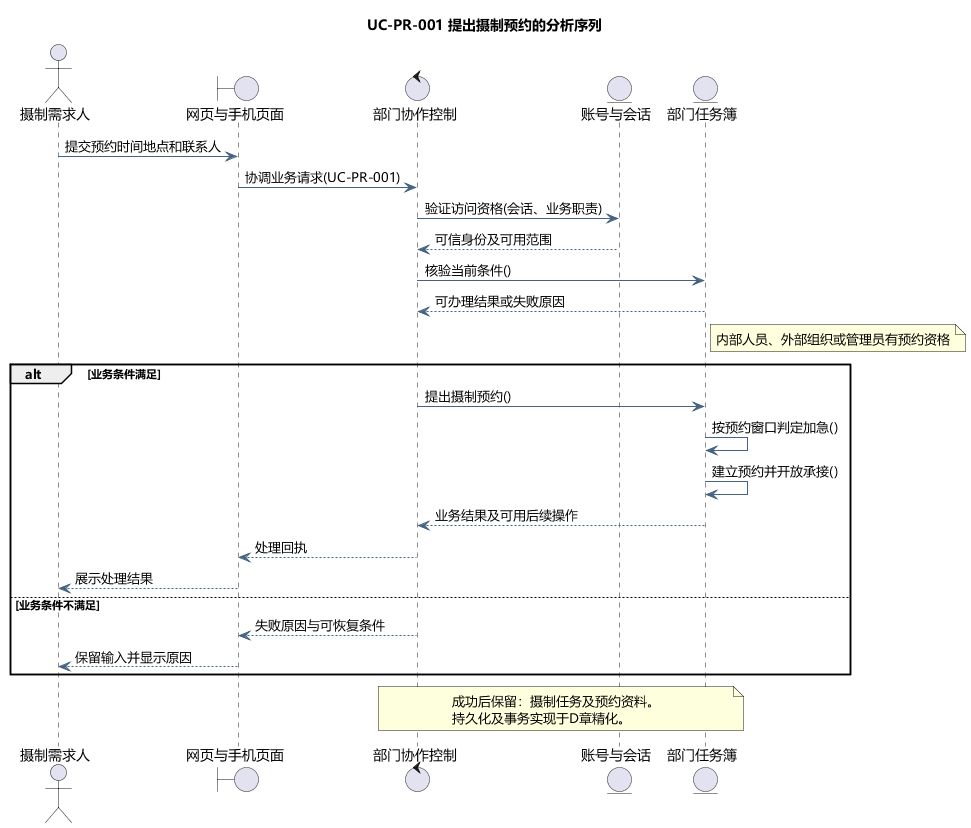 UC-PR-001 提出摄制预约的分析序列
摄制需求人
网页与手机页面
部门协作控制
账号与会话
部门任务簿
提交预约时间地点和联系人
协调业务请求(UC-PR-001)
验证访问资格(会话、业务职责)
可信身份及可用范围
核验当前条件()
可办理结果或失败原因
内部人员、外部组织或管理员有预约资格
alt
[业务条件满足]
提出摄制预约()
按预约窗口判定加急()
建立预约并开放承接()
业务结果及可用后续操作
处理回执
展示处理结果
[业务条件不满足]
失败原因与可恢复条件
保留输入并显示原因
成功后保留：摄制任务及预约资料。
持久化及事务实现于D章精化。
摄制需求人
网页与手机页面
部门协作控制
账号与会话
部门任务簿